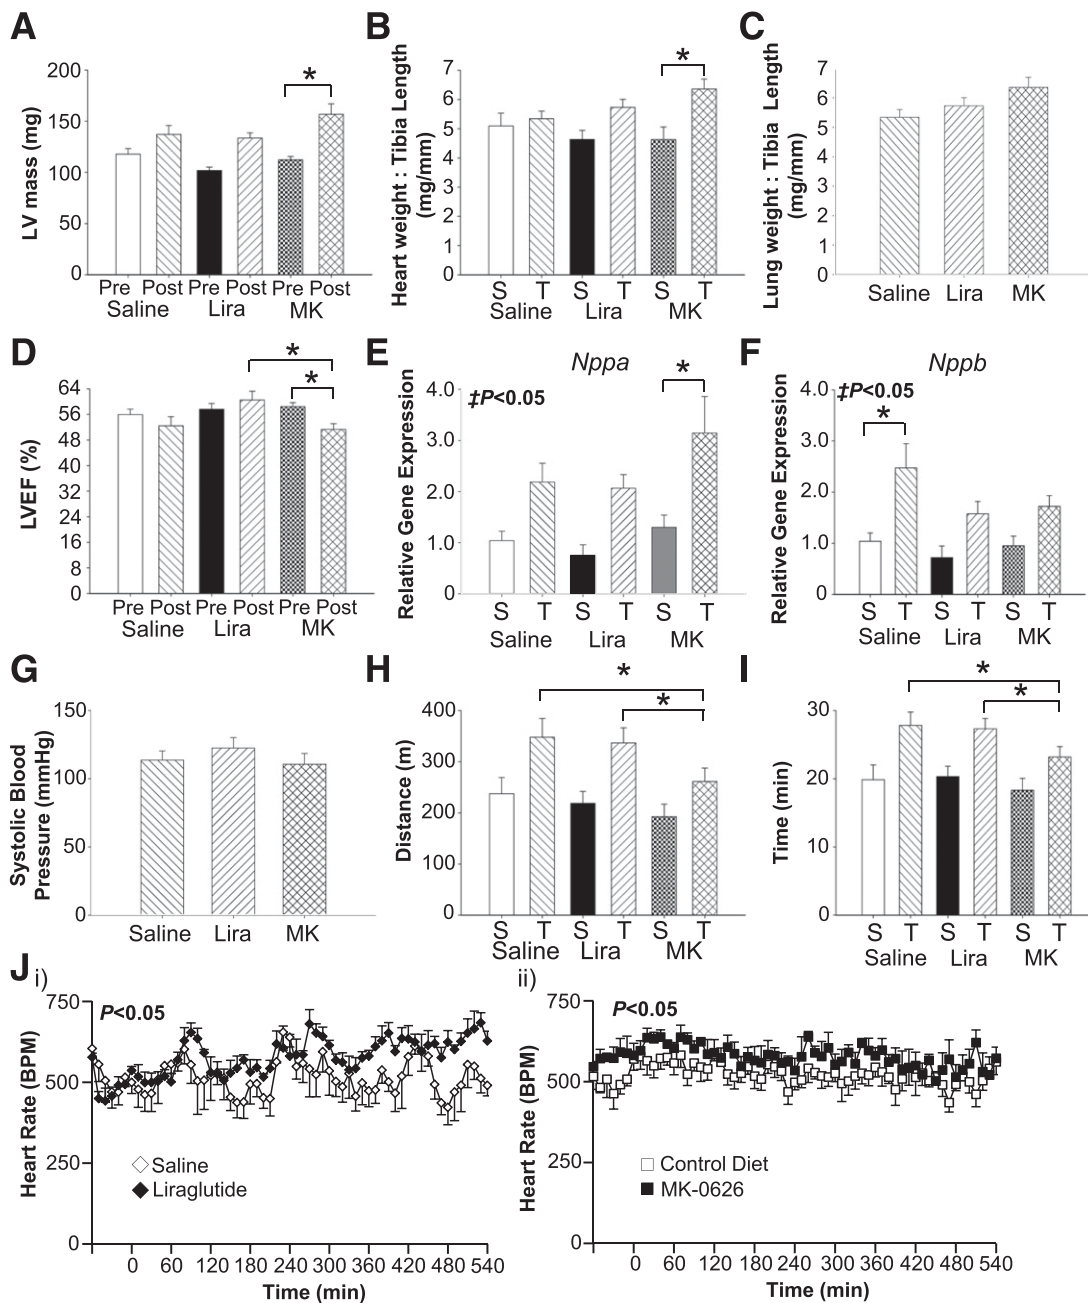 A
LV mass (mg)
200
150
100
50
0
Pre Post Pre Post Pre Post
Saline Lira MK
*
B
Heart weight : Tibia Length
(mg/mm)
7
6
5
4
3
2
1
0
S T S T S T
Saline Lira MK
*
C
Lung weight : Tibia Length
(mg/mm)
7
6
5
4
3
2
1
0
Saline Lira MK
D
LVEF (%)
64
56
48
40
32
24
16
8
0
Pre Post Pre Post Pre Post
Saline Lira MK
*
*
E
Nppa
‡P<0.05
*
Relative Gene Expression
4.0
3.0
2.0
1.0
0
S T S T S T
Saline Lira MK
F
Nppb
‡P<0.05
*
Relative Gene Expression
4.0
3.0
2.0
1.0
0
S T S T S T
Saline Lira MK
G
Systolic Blood
Pressure (mmHg)
150
100
50
0
Saline Lira MK
H
*
*
Distance (m)
400
300
200
100
0
S T S T S T
Saline Lira MK
I
*
*
Time (min)
30
20
10
0
S T S T S T
Saline Lira MK
J
i)
P<0.05
Heart Rate (BPM)
750
500
250
0
Saline
Liraglutide
0 60 120 180 240 300 360 420 480 540
Time (min)
ii)
P<0.05
Heart Rate (BPM)
750
500
250
0
Control Diet
MK-0626
0 60 120 180 240 300 360 420 480 540
Time (min)